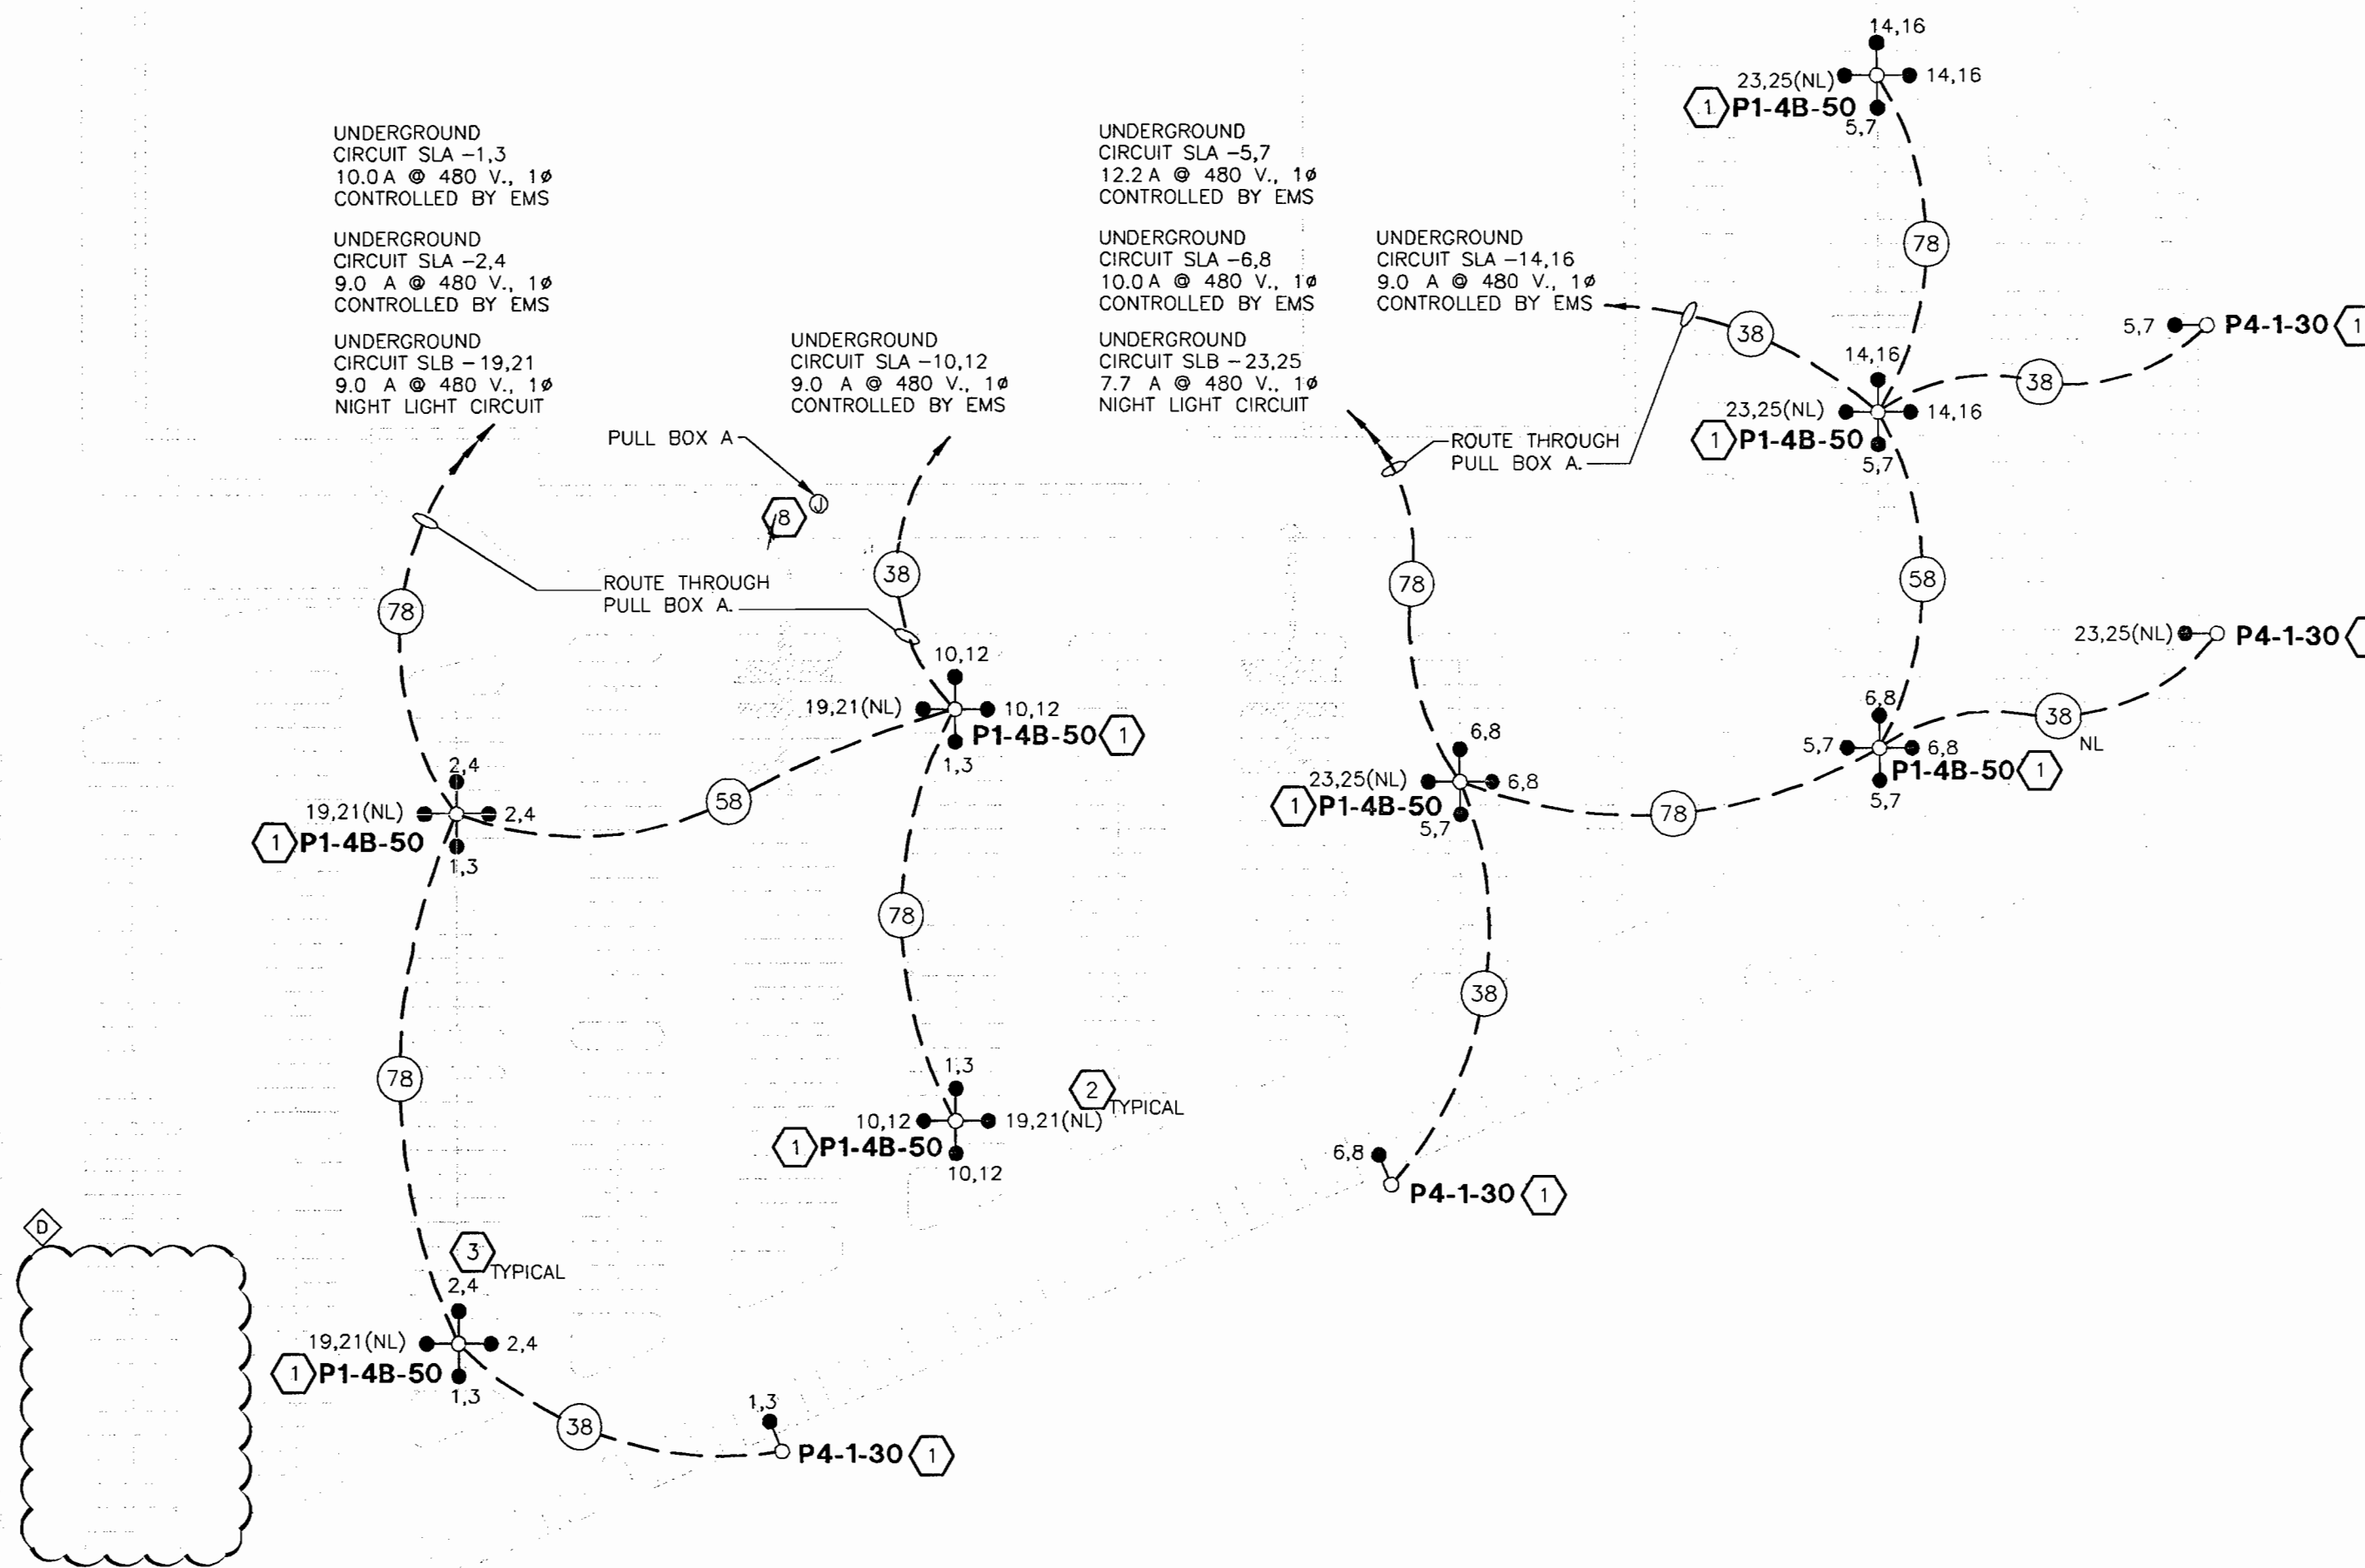 14,16
23,25(NL)
14,16
1
P1-4B-50
5,7
78
UNDERGROUND
CIRCUIT SLA -1,3
10.0 A @ 480 V., 1ø
CONTROLLED BY EMS
UNDERGROUND
CIRCUIT SLA -2,4
9.0 A @ 480 V., 1ø
CONTROLLED BY EMS
UNDERGROUND
CIRCUIT SLB -19,21
9.0 A @ 480 V., 1ø
NIGHT LIGHT CIRCUIT
UNDERGROUND
CIRCUIT SLA -10,12
9.0 A @ 480 V., 1ø
CONTROLLED BY EMS
UNDERGROUND
CIRCUIT SLA -5,7
12.2 A @ 480 V., 1ø
CONTROLLED BY EMS
UNDERGROUND
CIRCUIT SLA -6,8
10.0 A @ 480 V., 1ø
CONTROLLED BY EMS
UNDERGROUND
CIRCUIT SLB -23,25
7.7 A @ 480 V., 1ø
NIGHT LIGHT CIRCUIT
UNDERGROUND
CIRCUIT SLA -14,16
9.0 A @ 480 V., 1ø
CONTROLLED BY EMS
38
5,7
P4-1-30
1
14,16
38
23,25(NL)
14,16
1
P1-4B-50
5,7
PULL BOX A
ROUTE THROUGH
PULL BOX A.
8
J
38
78
58
ROUTE THROUGH
PULL BOX A.
78
23,25(NL)
P4-1-30
10,12
19,21(NL)
10,12
P1-4B-50
1
1,3
6,8
38
NL
5,7
6,8
P1-4B-50
1
5,7
6,8
23,25(NL)
6,8
1
P1-4B-50
5,7
78
2,4
19,21(NL)
2,4
1
P1-4B-50
1,3
58
78
38
78
1,3
2
TYPICAL
10,12
19,21(NL)
1
P1-4B-50
10,12
6,8
P4-1-30
1
D
3
TYPICAL
2,4
19,21(NL)
2,4
1
P1-4B-50
1,3
38
1,3
P4-1-30
1